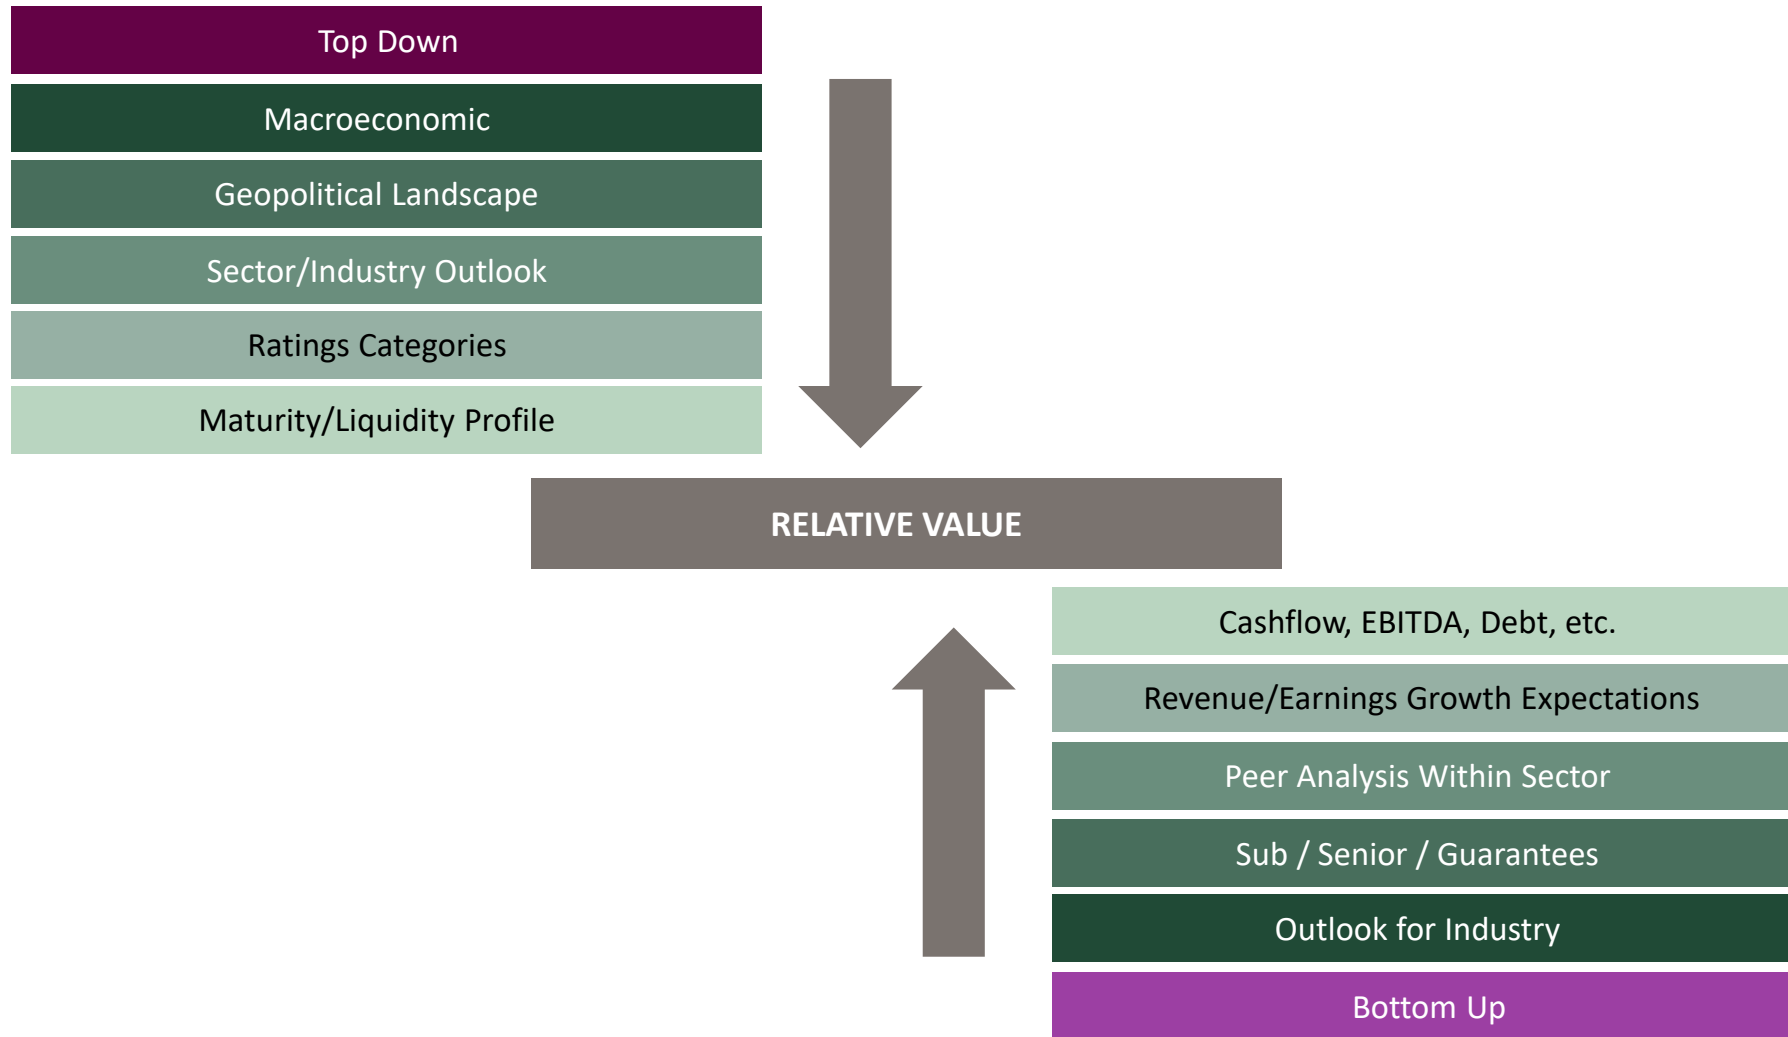 Top Down
Macroeconomic
Geopolitical Landscape
Sector/Industry Outlook
Ratings Categories
Maturity/Liquidity Profile
RELATIVE VALUE
Cashflow, EBITDA, Debt, etc.
Revenue/Earnings Growth Expectations
Peer Analysis Within Sector
Sub / Senior / Guarantees
Outlook for Industry
Bottom Up